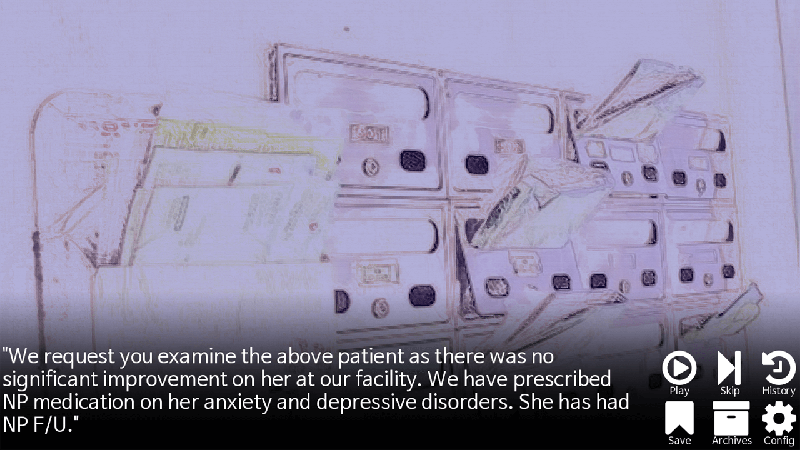 "We request you examine the above patient as there was no
significant improvement on her at our facility. We have prescribed
NP medication on her anxiety and depressive disorders. She has had
NP F/U."
Play
Skip
History
Save
Archives
Config